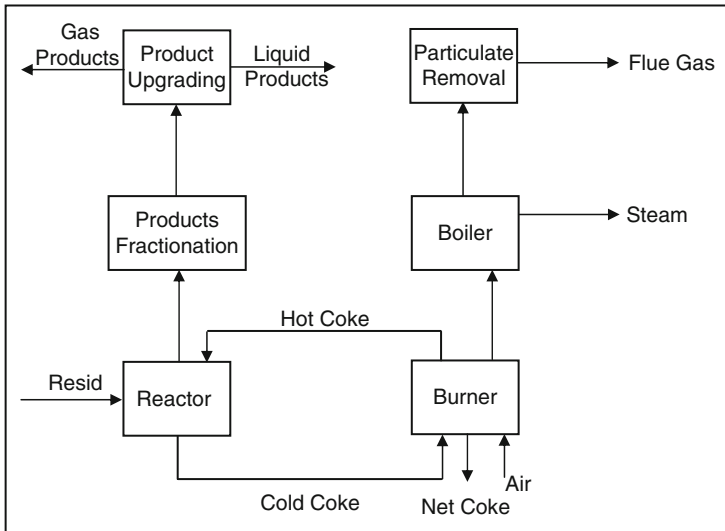 Gas
Products
Product
Upgrading
Liquid
Products
Particulate
Removal
Flue Gas
Products
Fractionation
Boiler
Steam
Hot Coke
Resid
Reactor
Burner
Cold Coke
Net Coke
Air